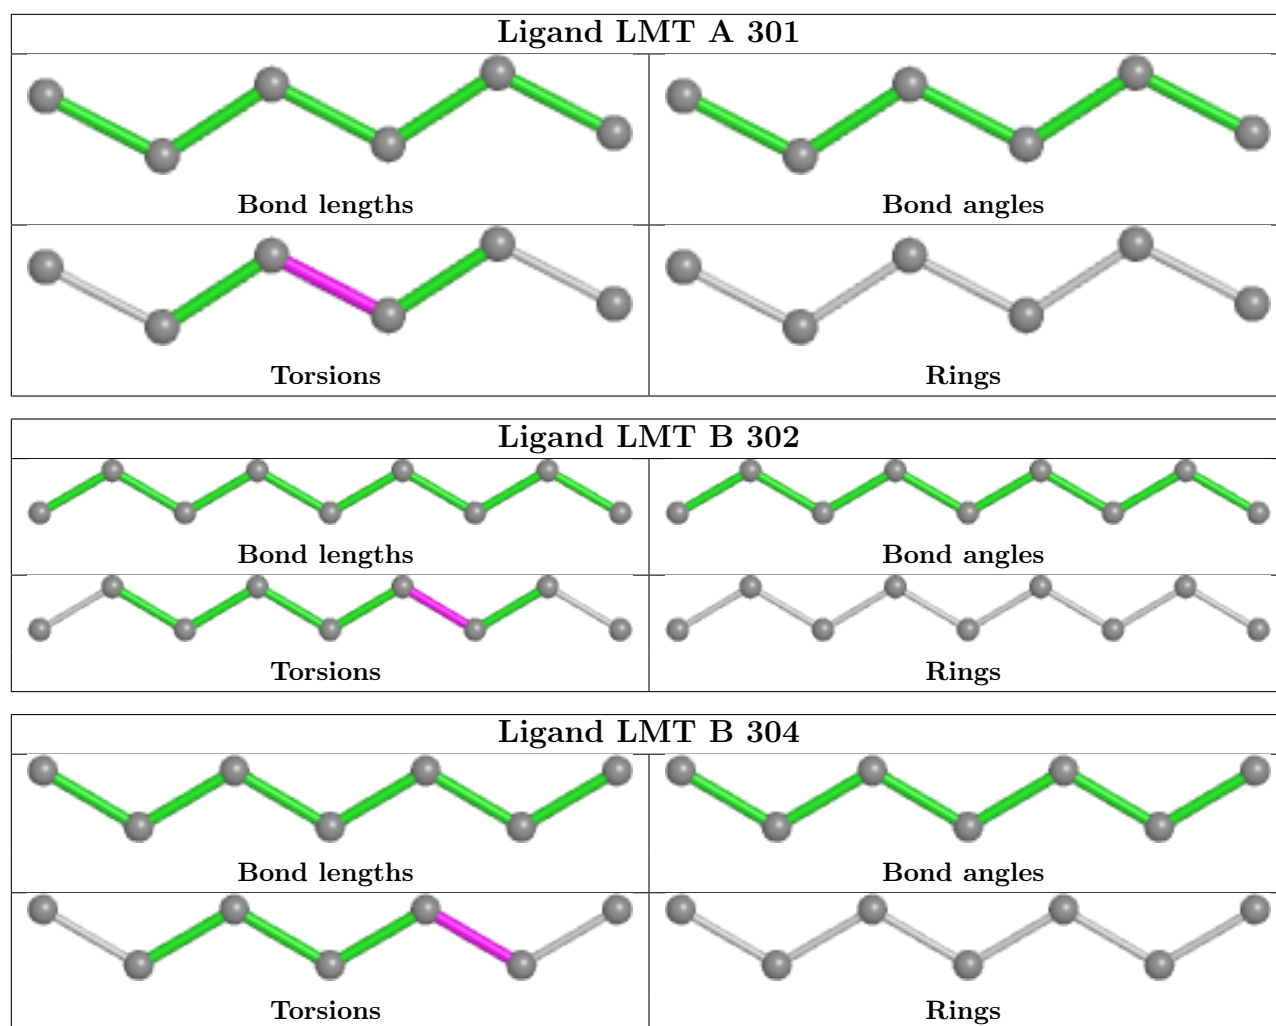 Ligand LMT A 301
Bond lengths Bond angles
Torsions Rings
Ligand LMT B 302
Bond lengths Bond angles
Torsions Rings
Ligand LMT B 304
Bond lengths Bond angles
Torsions Rings